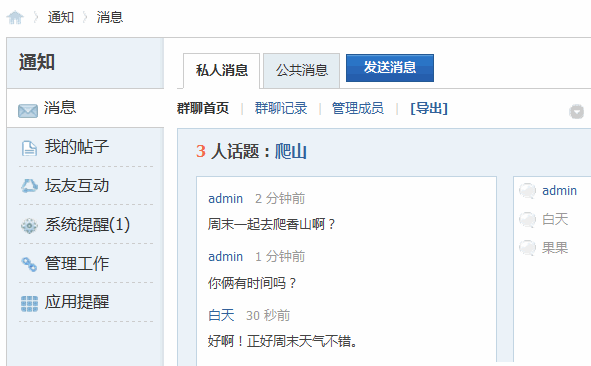 通知 消息
通知
消息
我的帖子
坛友互动
系统提醒(1)
管理工作
应用提醒
私人消息 公共消息 发送消息
群聊首页 | 群聊记录 | 管理成员 | [导出]
3 人话题：爬山
admin 2 分钟前
周末一起去爬香山啊？
admin 1 分钟前
你俩有时间吗？
白天 30 秒前
好啊！正好周末天气不错。
admin
白天
果果